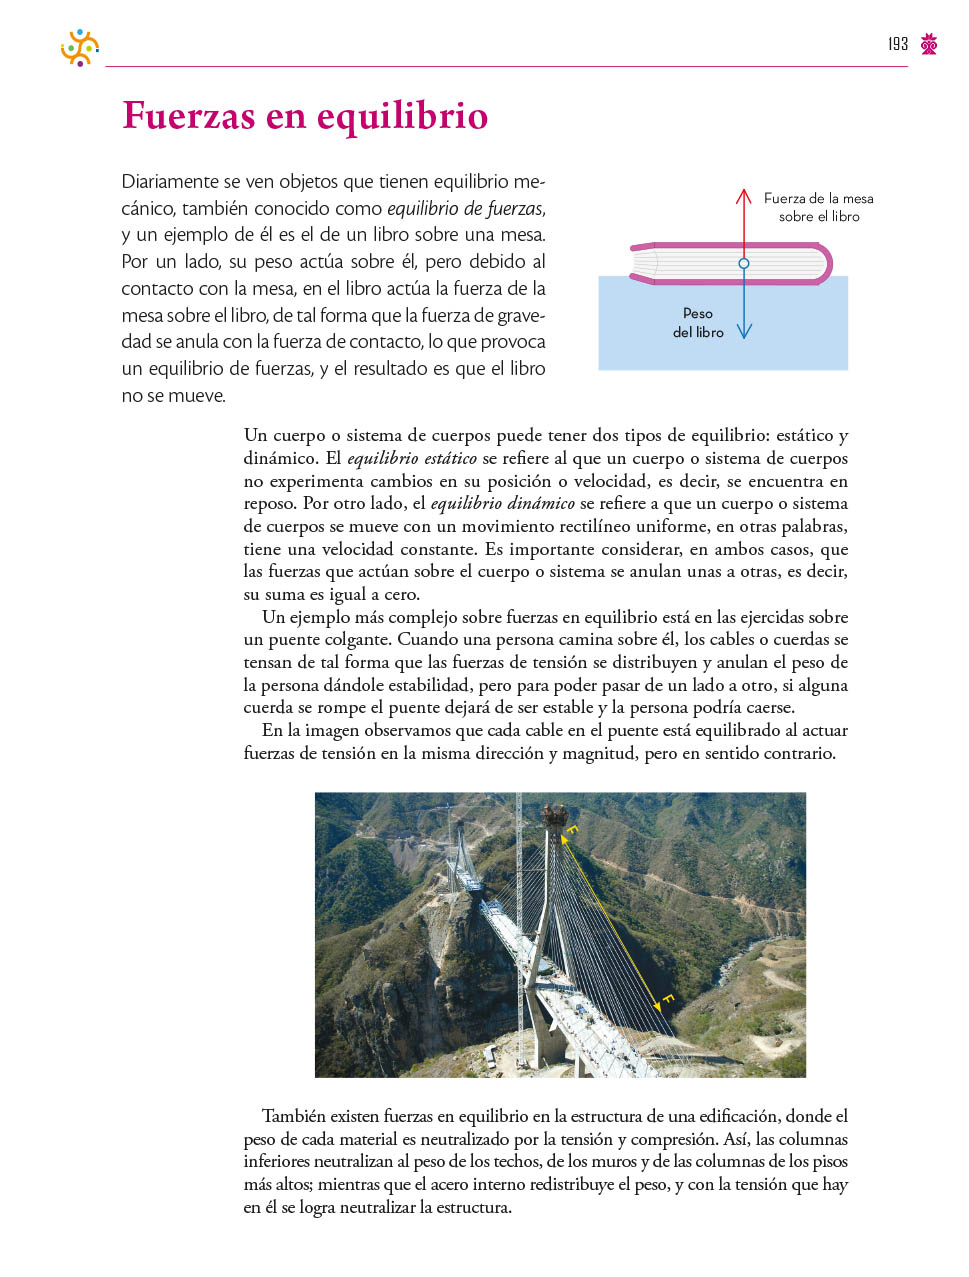 193
Fuerzas en equilibrio
Diariamente se ven objetos que tienen equilibrio me-
cánico, también conocido como equilibrio de fuerzas,
y un ejemplo de él es el de un libro sobre una mesa.
Por un lado, su peso actúa sobre él, pero debido al
contacto con la mesa, en el libro actúa la fuerza de la
mesa sobre el libro, de tal forma que la fuerza de grave-
dad se anula con la fuerza de contacto, lo que provoca
un equilibrio de fuerzas, y el resultado es que el libro
no se mueve.
Fuerza de la mesa
sobre el libro
Peso
del libro
Un cuerpo o sistema de cuerpos puede tener dos tipos de equilibrio: estático y
dinámico. El equilibrio estático se refiere al que un cuerpo o sistema de cuerpos
no experimenta cambios en su posición o velocidad, es decir, se encuentra en
reposo. Por otro lado, el equilibrio dinámico se refiere a que un cuerpo o sistema
de cuerpos se mueve con un movimiento rectilíneo uniforme, en otras palabras,
tiene una velocidad constante. Es importante considerar, en ambos casos, que
las fuerzas que actúan sobre el cuerpo o sistema se anulan unas a otras, es decir,
su suma es igual a cero.
Un ejemplo más complejo sobre fuerzas en equilibrio está en las ejercidas sobre
un puente colgante. Cuando una persona camina sobre él, los cables o cuerdas se
tensan de tal forma que las fuerzas de tensión se distribuyen y anulan el peso de
la persona dándole estabilidad, pero para poder pasar de un lado a otro, si alguna
cuerda se rompe el puente dejará de ser estable y la persona podría caerse.
En la imagen observamos que cada cable en el puente está equilibrado al actuar
fuerzas de tensión en la misma dirección y magnitud, pero en sentido contrario.
F
F
También existen fuerzas en equilibrio en la estructura de una edificación, donde el
peso de cada material es neutralizado por la tensión y compresión. Así, las columnas
inferiores neutralizan al peso de los techos, de los muros y de las columnas de los pisos
más altos; mientras que el acero interno redistribuye el peso, y con la tensión que hay
en él se logra neutralizar la estructura.